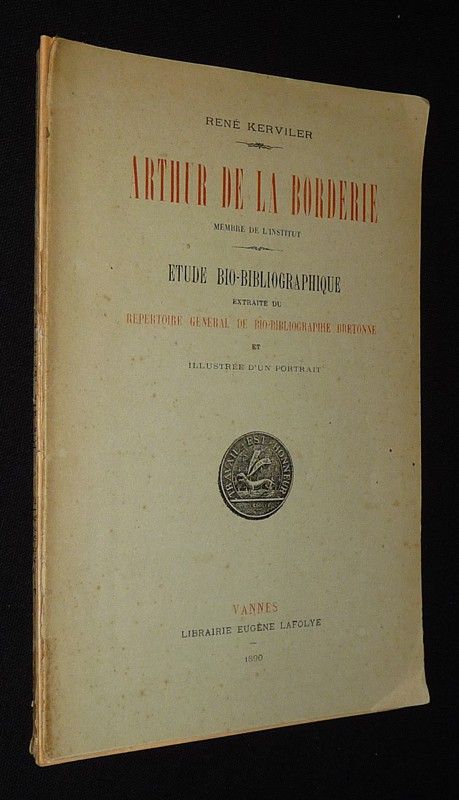 RENÉ KERVILER
ARTHUR DE LA BORDERIE
MEMBRE DE L'INSTITUT
ETUDE BIO-BIBLIOGRAPHIQUE
EXTRAITE DU
RÉPERTOIRE GÉNÉRAL DE BIO-BIBLIOGRAPHIE BRETONNE
ET
ILLUSTRÉE D'UN PORTRAIT
TRAVAIL · EST · HONNEUR
VANNES
LIBRAIRIE EUGÈNE LAFOLYE
1890